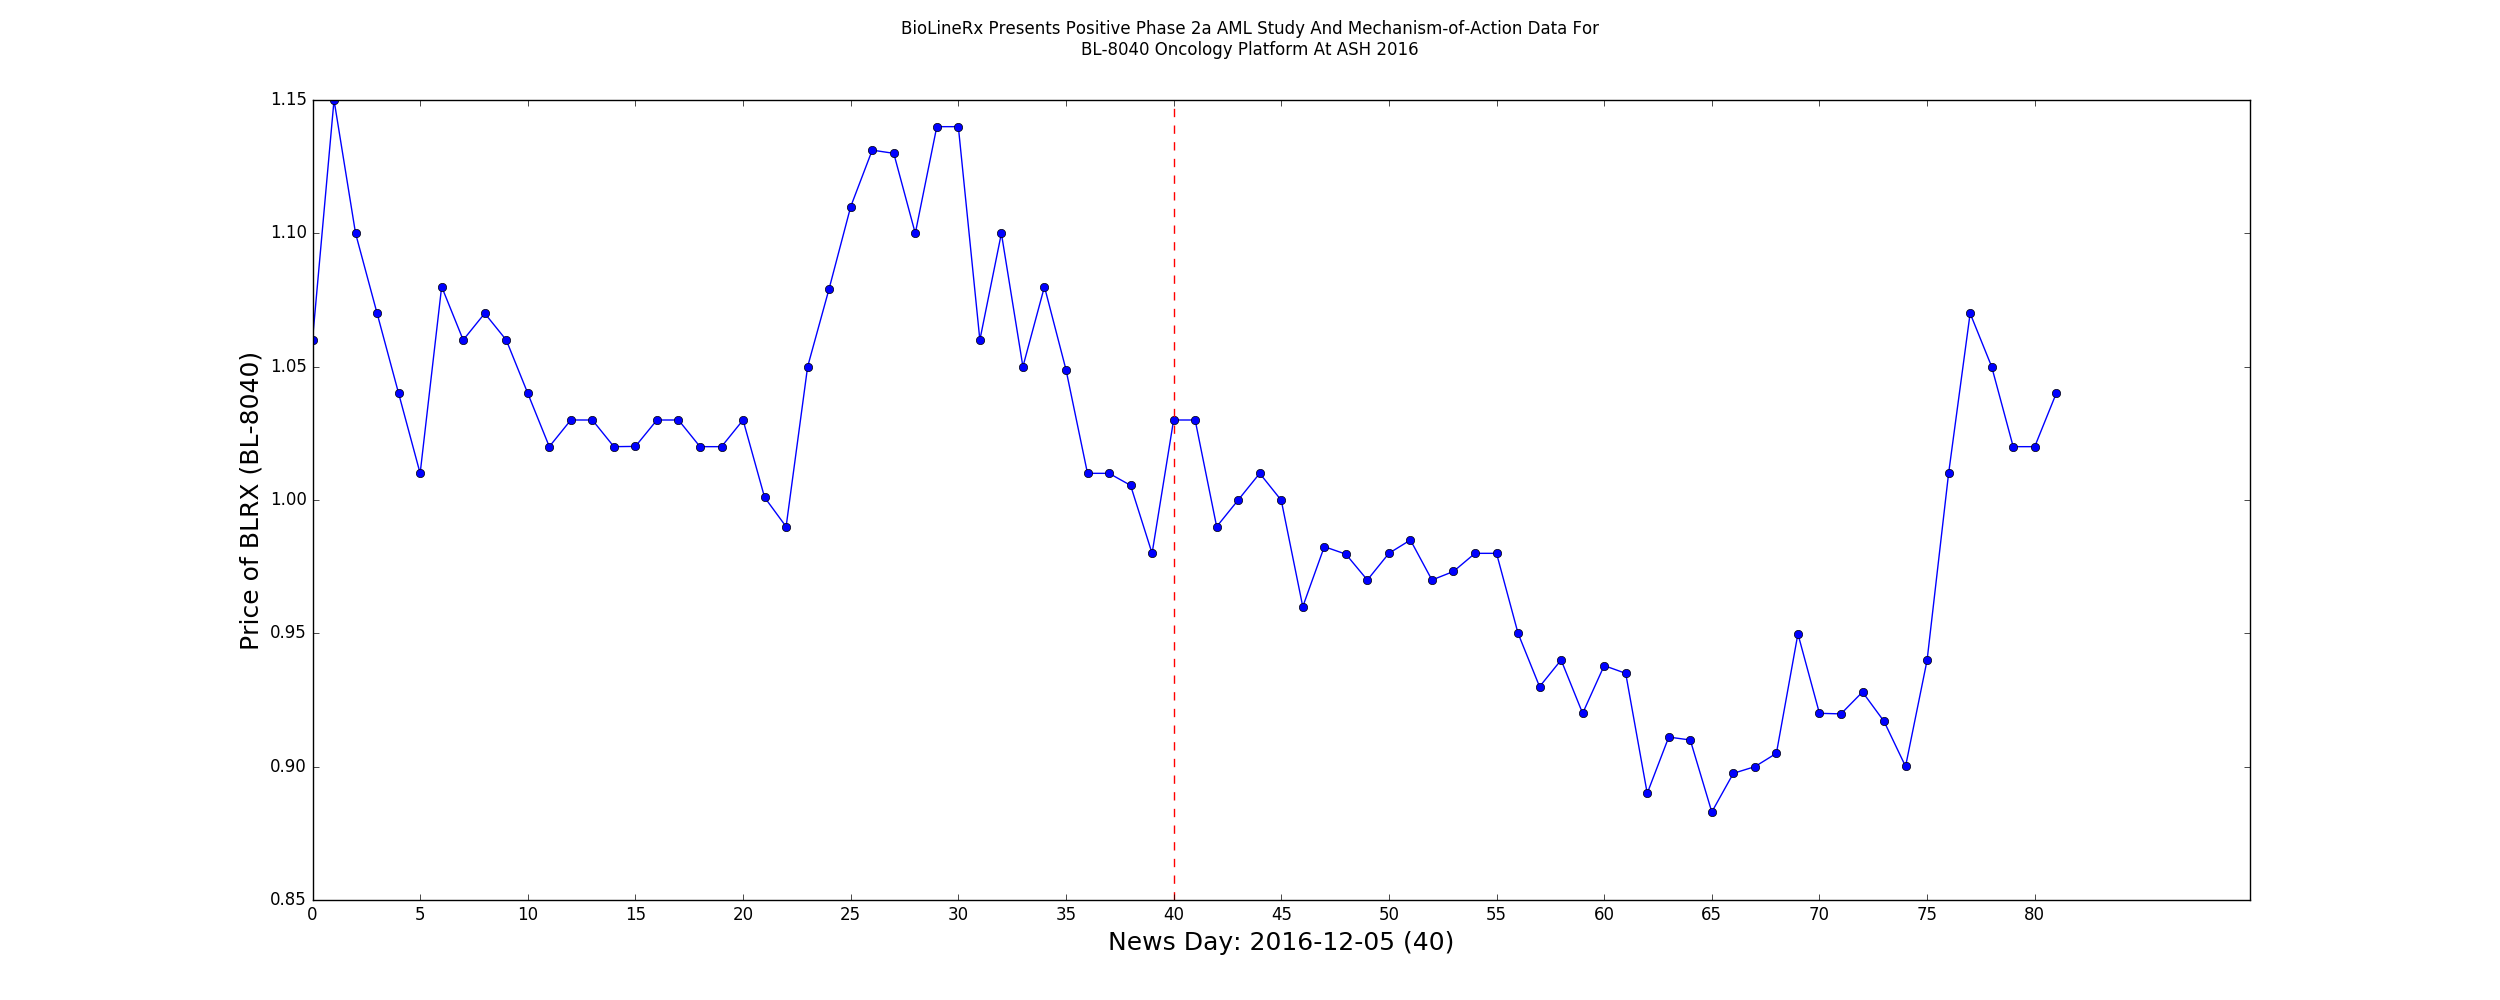 BioLineRx Presents Positive Phase 2a AML Study And Mechanism-of-Action Data For
BL-8040 Oncology Platform At ASH 2016
Price of BLRX (BL-8040)
1.15
1.10
1.05
1.00
0.95
0.90
0.85
0 5 10 15 20 25 30 35 40 45 50 55 60 65 70 75 80
News Day: 2016-12-05 (40)